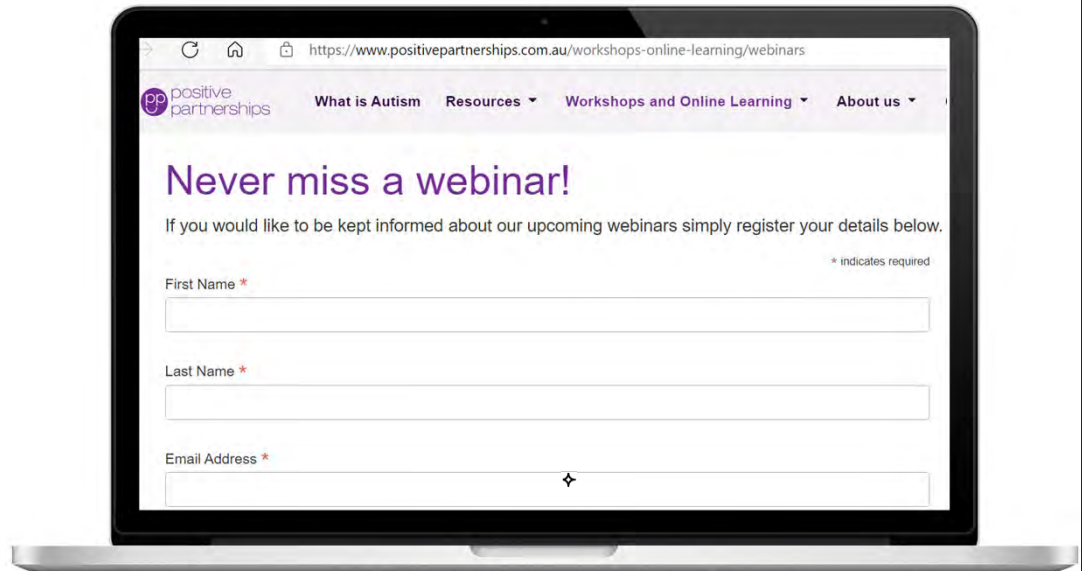 https://www.positivepartnerships.com.au/workshops-online-learning/webinars
pp positive
partnerships
What is Autism Resources Workshops and Online Learning About us
Never miss a webinar!
If you would like to be kept informed about our upcoming webinars simply register your details below.
* indicates required
First Name *
Last Name *
Email Address *